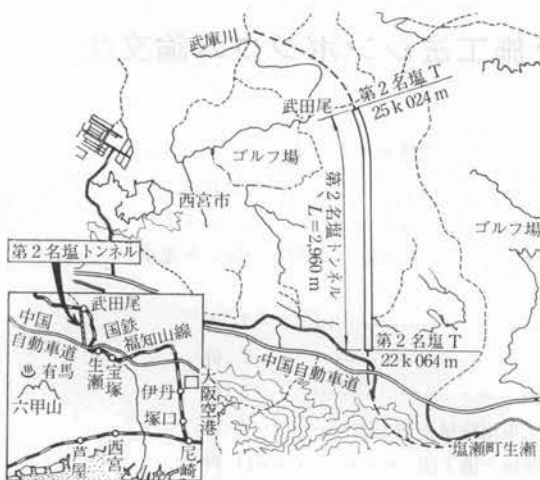 武庫川
第2名塩T
25k024m
武田尾
ゴルフ場
西宮市
第2名塩トンネル
L=2,960m
ゴルフ場
第2名塩トンネル
第2名塩T
22k064m
中国自動車道
塩瀬町生瀬
武田尾
中国
自動車道
国鉄
福知山線
有馬
生瀬
宝塚
六甲山
伊丹
塚口
大阪空港
芦屋
西宮
尼崎